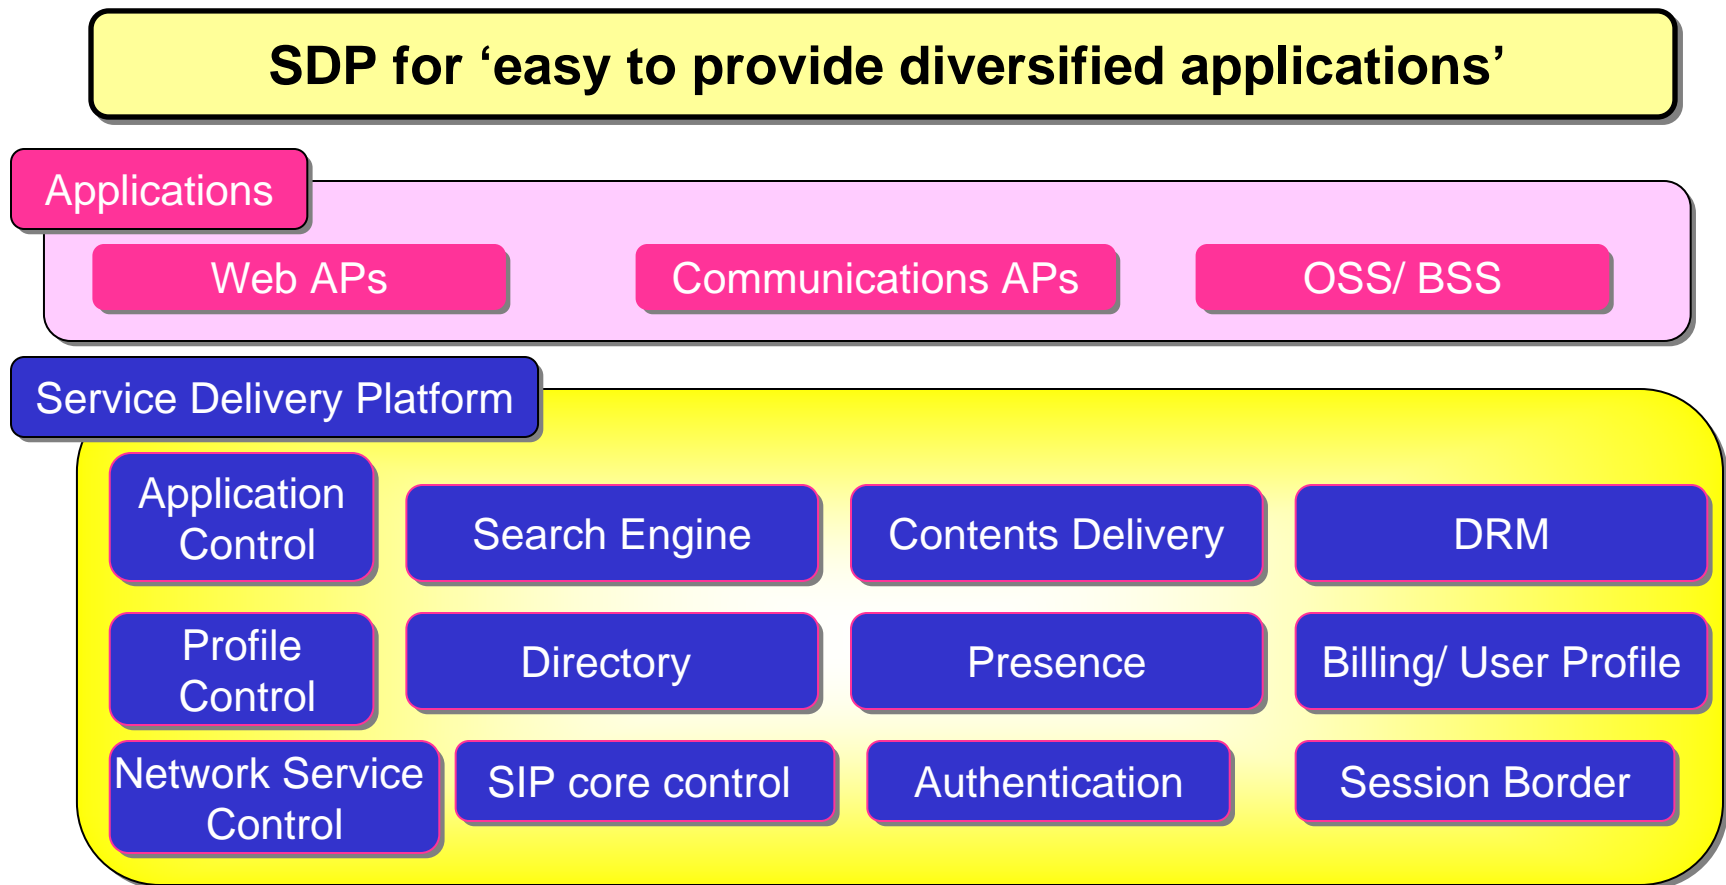 SDP for ‘easy to provide diversified applications’
Applications
Web APs
Communications APs
OSS/ BSS
Service Delivery Platform
Application
Control
Search Engine
Contents Delivery
DRM
Profile
Control
Directory
Presence
Billing/ User Profile
Network Service
Control
SIP core control
Authentication
Session Border